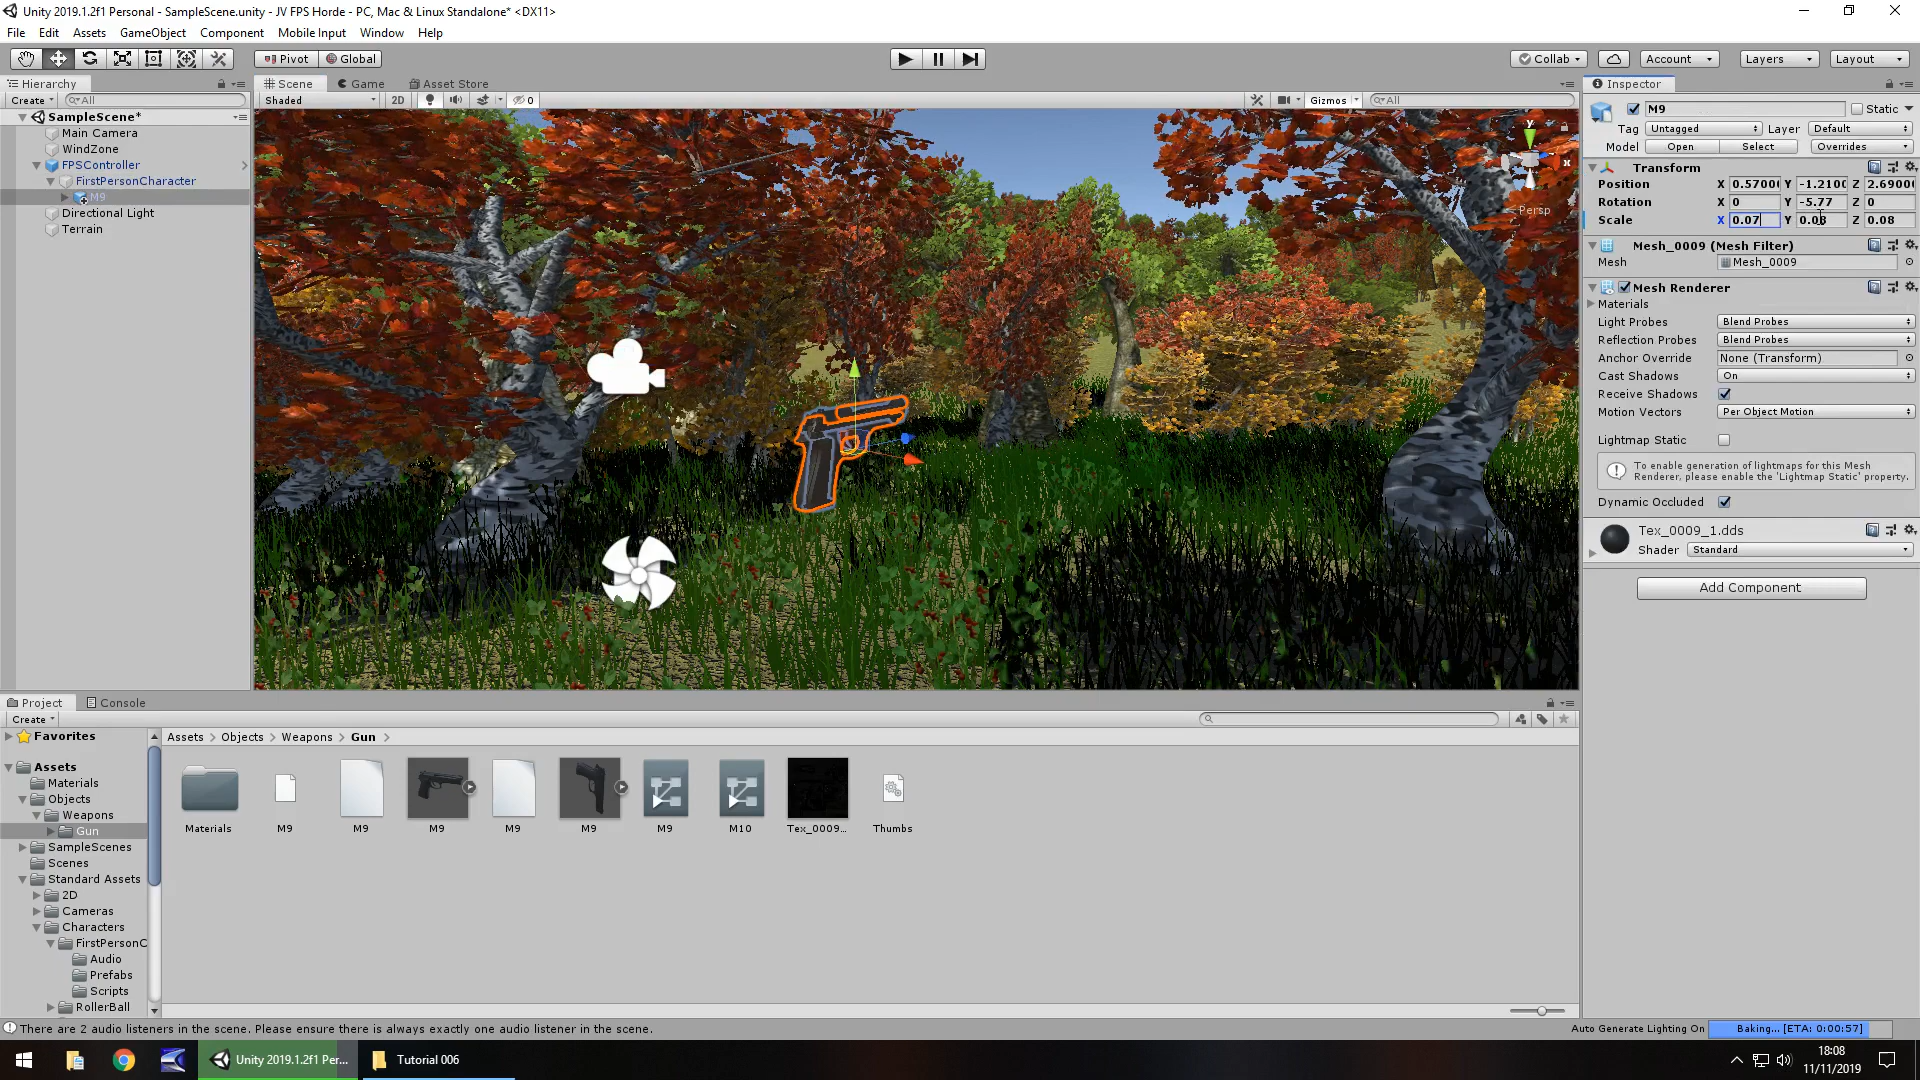 Unity 2019.1.2f1 Personal - SampleScene.unity - JV FPS Horde - PC, Mac & Linux Standalone* <DX11>
File Edit Assets GameObject Component Mobile Input Window Help
Pivot Global Collab Account Layers Layout
Hierarchy Scene Game Asset Store Inspector
Create All Shaded 2D 0 Gizmos All
M9 Static
SampleScene*
Tag Untagged Layer Default
Main Camera
Model Open Select Overrides
WindZone
FPSController
Transform
FirstPersonCharacter
Position X 0.5700 Y -1.2100 Z 2.6900
M9
Rotation X 0 Y -5.77 Z 0
Directional Light
Persp
Scale X 0.07 Y 0.08 Z 0.08
Terrain
y
x
Mesh_0009 (Mesh Filter)
Mesh Mesh_0009
Mesh Renderer
Materials
Light Probes Blend Probes
Reflection Probes Blend Probes
Anchor Override None (Transform)
Cast Shadows On
Receive Shadows
Motion Vectors Per Object Motion
Lightmap Static
To enable generation of lightmaps for this Mesh
Renderer, please enable the 'Lightmap Static' property.
Dynamic Occluded
Tex_0009_1.dds
Shader Standard
Add Component
Project Console
Create
Favorites
Assets > Objects > Weapons > Gun >
Assets
Materials
Objects
Weapons
Gun
SampleScenes
Scenes
Standard Assets
2D
Cameras
Characters
FirstPersonC
Audio
Prefabs
Scripts
RollerBall
Materials M9 M9 M9 M9 M9 M9 M10 Tex_0009... Thumbs
There are 2 audio listeners in the scene. Please ensure there is always exactly one audio listener in the scene.
Auto Generate Lighting On Baking... [ETA: 0:00:57]
Unity 2019.1.2f1 Per...
Tutorial 006
18:08
11/11/2019